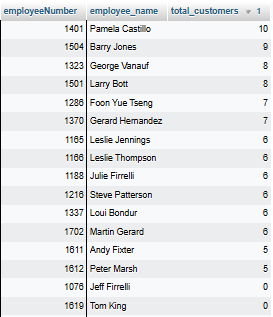 employeeNumber employee_name total_customers 1
1401 Pamela Castillo 10
1504 Barry Jones 9
1323 George Vanauf 8
1501 Larry Bott 8
1286 Foon Yue Tseng 7
1370 Gerard Hernandez 7
1165 Leslie Jennings 6
1166 Leslie Thompson 6
1188 Julie Firrelli 6
1216 Steve Patterson 6
1337 Loui Bondur 6
1702 Martin Gerard 6
1611 Andy Fixter 5
1612 Peter Marsh 5
1076 Jeff Firrelli 0
1619 Tom King 0